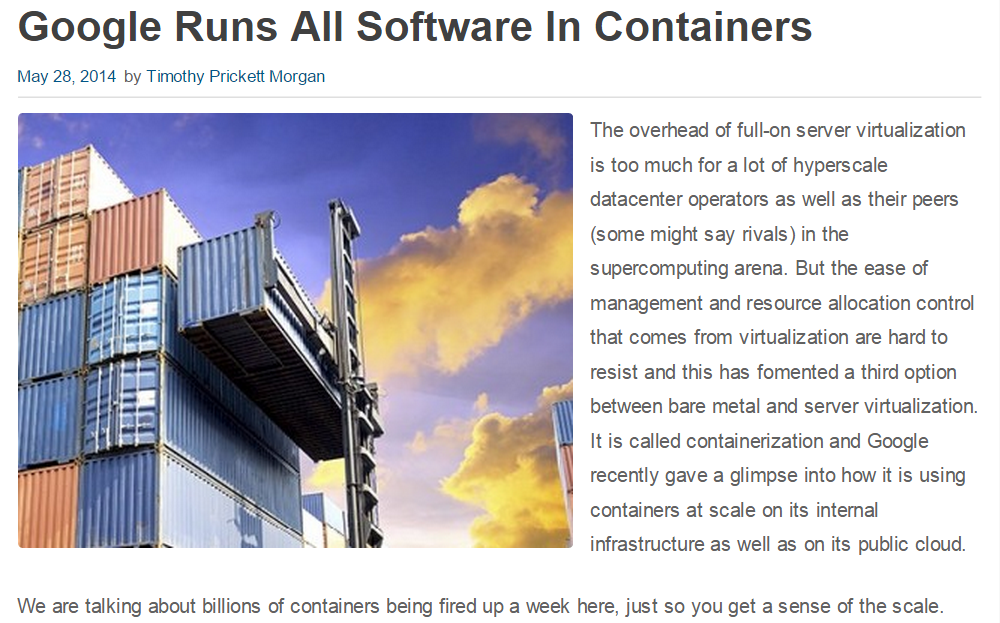 Google Runs All Software In Containers
May 28, 2014 by Timothy Prickett Morgan
The overhead of full-on server virtualization
is too much for a lot of hyperscale
datacenter operators as well as their peers
(some might say rivals) in the
supercomputing arena. But the ease of
management and resource allocation control
that comes from virtualization are hard to
resist and this has fomented a third option
between bare metal and server virtualization.
It is called containerization and Google
recently gave a glimpse into how it is using
containers at scale on its internal
infrastructure as well as on its public cloud.
We are talking about billions of containers being fired up a week here, just so you get a sense of the scale.